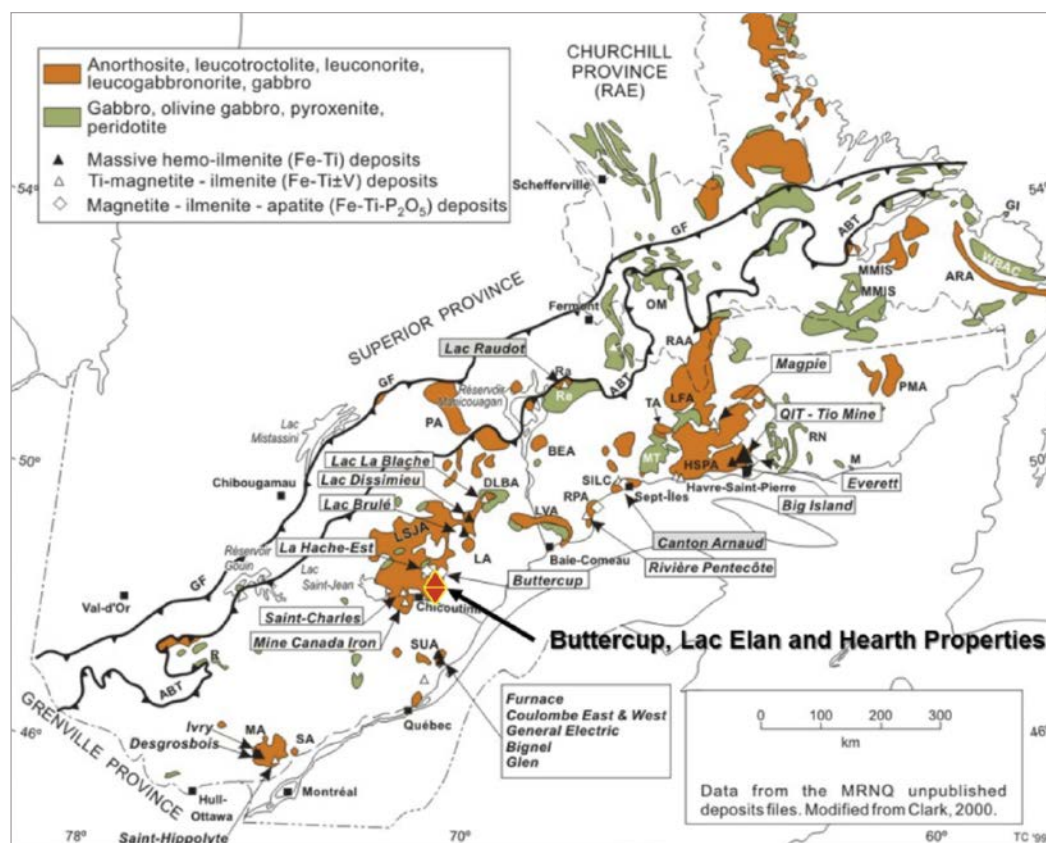 Anorthosite, leucotroctolite, leuconorite,
leucogabbronorite, gabbro
Gabbro, olivine gabbro, pyroxenite,
peridotite
Massive hemo-ilmenite (Fe-Ti) deposits
Ti-magnetite - ilmenite (Fe-Ti±V) deposits
Magnetite - ilmenite - apatite (Fe-Ti-P₂O₅) deposits
CHURCHILL
PROVINCE
(RAE)
54°
Schefferville
54°
GF
ABT
GI
WBAC
MMIS
MMIS
ARA
SUPERIOR PROVINCE
Fermont
OM
Lac Raudot
RAA
ABT
GF
Réservoir
Manicouagan
Ra
Re
Magpie
PMA
Lac
Mistassini
PA
TA
LFA
QIT - Tio Mine
50°
BEA
MT
RN
M
50°
Lac La Blache
HSPA
Everett
Chibougamau
Lac Dissimieu
DLBA
SILC
Sept-Îles
Havre-Saint-Pierre
Lac Brulé
RPA
Big Island
LSJA
LVA
La Hache-Est
LA
Canton Arnaud
Réservoir
Gouin
Baie-Comeau
Rivière Pentecôte
Lac
Saint-Jean
Buttercup
GF
Val-d'Or
Saint-Charles
Chicoutimi
Mine Canada Iron
SUA
Buttercup, Lac Elan and Hearth Properties
R
ABT
Furnace
Coulombe East & West
General Electric
Bignel
Glen
GRENVILLE PROVINCE
Québec
0 100 200 300
km
46°
46°
Ivry
MA
SA
Desgrosbois
Data from the MRNQ unpublished
deposits files. Modified from Clark, 2000.
Hull-
Ottawa
Montréal
Saint-Hippolyte
78°
70°
60°
TC '99